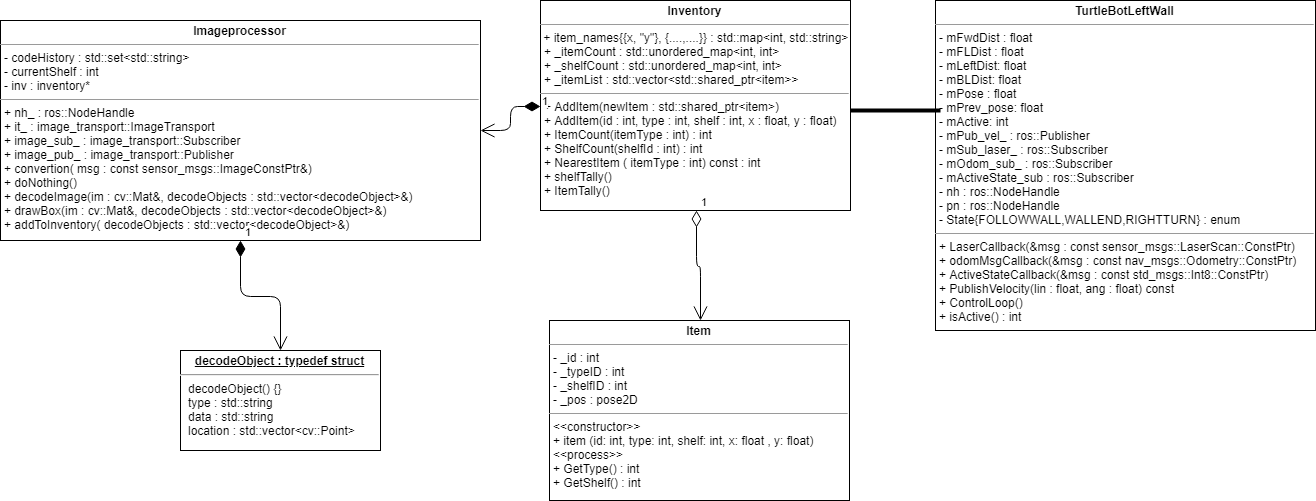 Imageprocessor
- codeHistory : std::set<std::string>
- currentShelf : int
- inv : inventory*
+ nh_ : ros::NodeHandle
+ it_ : image_transport::ImageTransport
+ image_sub_ : image_transport::Subscriber
+ image_pub_ : image_transport::Publisher
+ convertion( msg : const sensor_msgs::ImageConstPtr&)
+ doNothing()
+ decodeImage(im : cv::Mat&, decodeObjects : std::vector<decodeObject>&)
+ drawBox(im : cv::Mat&, decodeObjects : std::vector<decodeObject>&)
+ addToInventory( decodeObjects : std::vector<decodeObject>&)
1
decodeObject : typedef struct
decodeObject() {}
type : std::string
data : std::string
location : std::vector<cv::Point>
Inventory
+ item_names{{x, "y"}, {....,....}} : std::map<int, std::string>
+ _itemCount : std::unordered_map<int, int>
+ _shelfCount : std::unordered_map<int, int>
+ _itemList : std::vector<std::shared_ptr<item>>
1
- AddItem(newItem : std::shared_ptr<item>)
+ AddItem(id : int, type : int, shelf : int, x : float, y : float)
+ ItemCount(itemType : int) : int
+ ShelfCount(shelfId : int) : int
+ NearestItem ( itemType : int) const : int
+ shelfTally()
+ ItemTally()
1
Item
- _id : int
- _typeID : int
- _shelfID : int
- _pos : pose2D
<<constructor>>
+ item (id: int, type: int, shelf: int, x: float , y: float)
<<process>>
+ GetType() : int
+ GetShelf() : int
TurtleBotLeftWall
- mFwdDist : float
- mFLDist: float
- mLeftDist: float
- mBLDist: float
- mPose : float
- mPrev_pose: float
- mActive: int
- mPub_vel_ : ros::Publisher
- mSub_laser_ : ros::Subscriber
- mOdom_sub_ : ros::Subscriber
- mActiveState_sub : ros::Subscriber
- nh : ros::NodeHandle
- pn : ros::NodeHandle
- State{FOLLOWWALL,WALLEND,RIGHTTURN} : enum
+ LaserCallback(&msg : const sensor_msgs::LaserScan::ConstPtr)
+ odomMsgCallback(&msg : const nav_msgs::Odometry::ConstPtr)
+ ActiveStateCallback(&msg : const std_msgs::Int8::ConstPtr)
+ PublishVelocity(lin : float, ang : float) const
+ ControlLoop()
+ isActive() : int